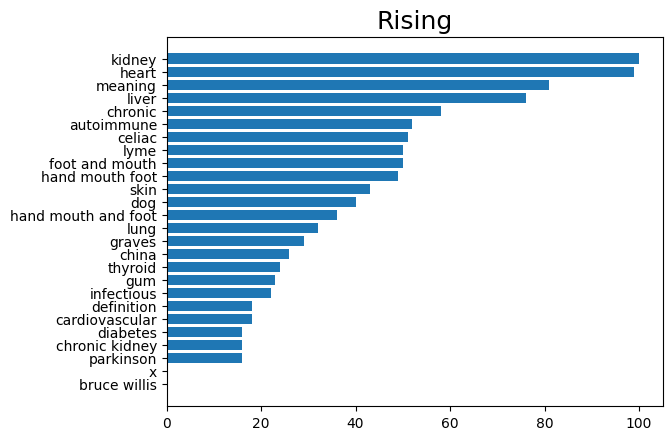 Rising
kidney
heart
meaning
liver
chronic
autoimmune
celiac
lyme
foot and mouth
hand mouth foot
skin
dog
hand mouth and foot
lung
graves
china
thyroid
gum
infectious
definition
cardiovascular
diabetes
chronic kidney
parkinson
x
bruce willis
0 20 40 60 80 100